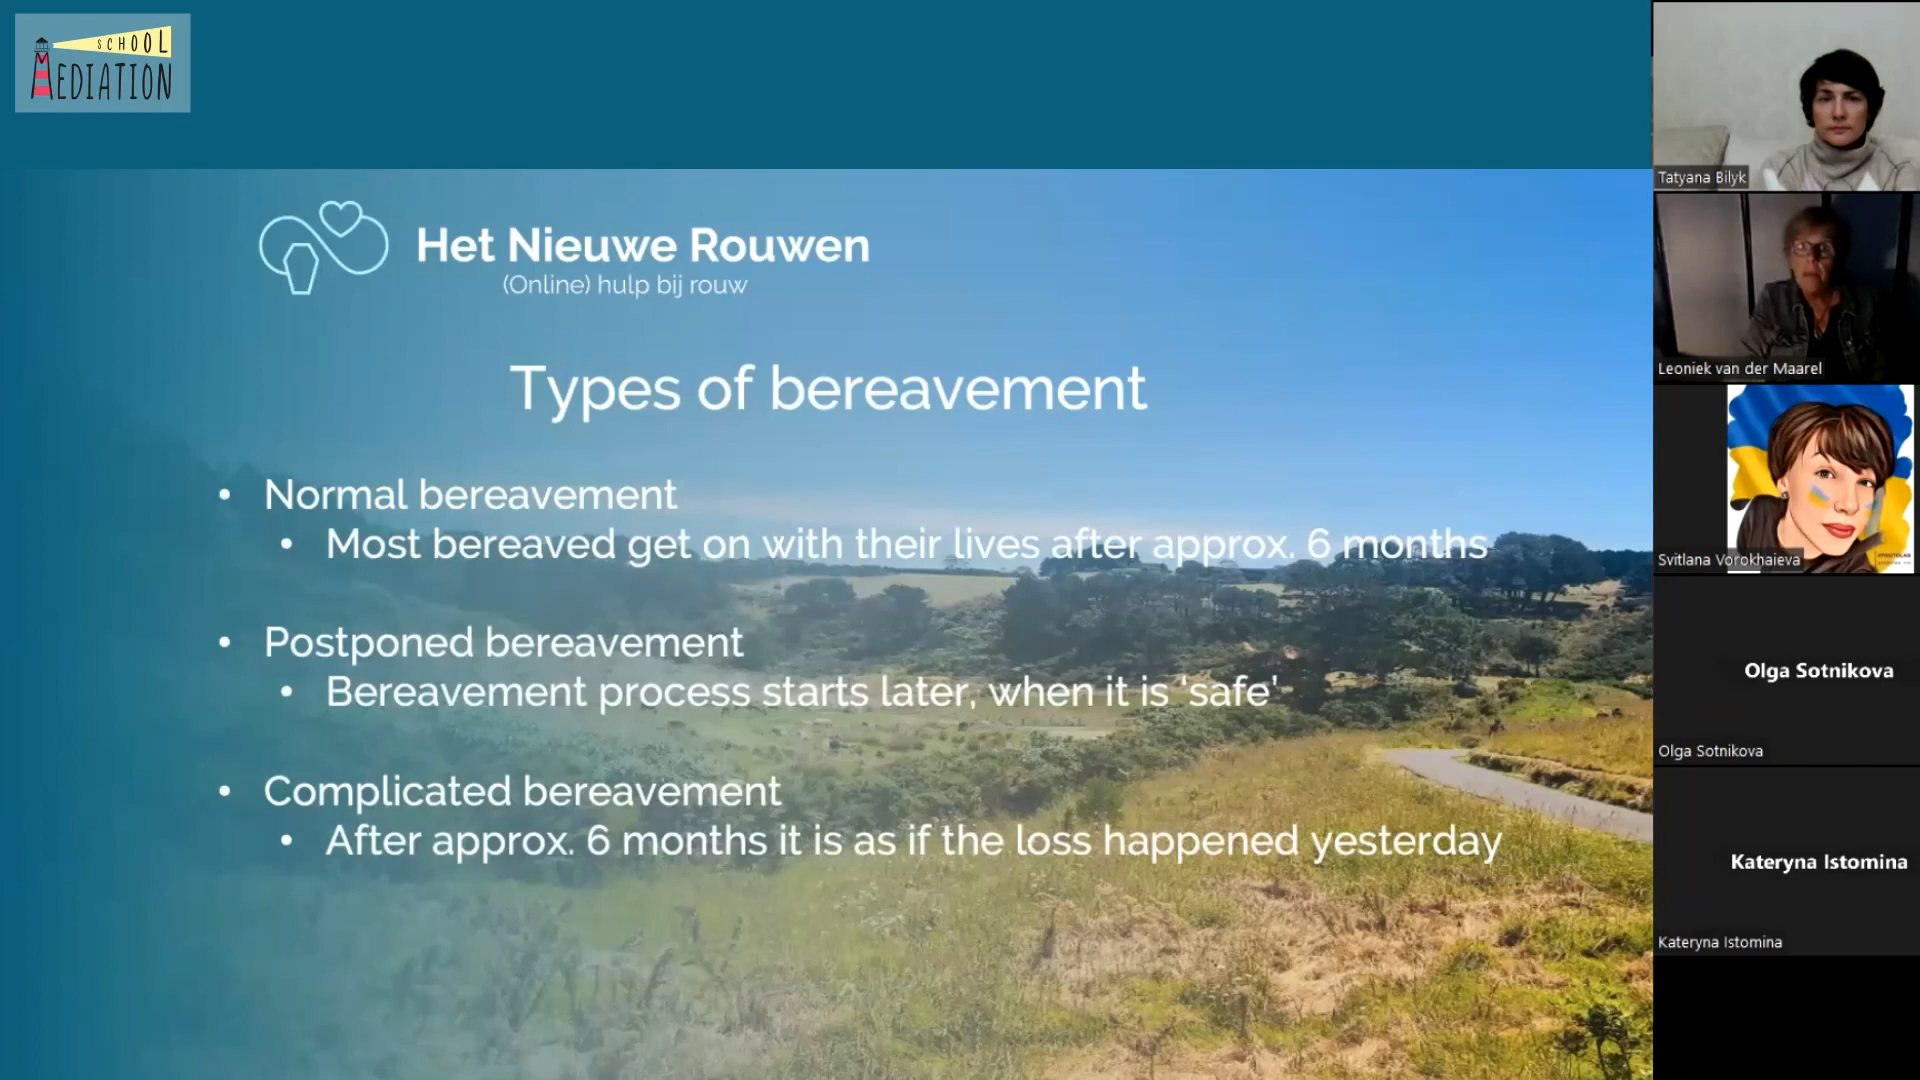 SCHOOL
MEDIATION
Het Nieuwe Rouwen
(Online) hulp bij rouw
Types of bereavement
• Normal bereavement
• Most bereaved get on with their lives after approx. 6 months
• Postponed bereavement
• Bereavement process starts later, when it is ‘safe’
• Complicated bereavement
• After approx. 6 months it is as if the loss happened yesterday
Tatyana Bilyk
Leoniek van der Maarel
Svitlana Vorokhaieva
Olga Sotnikova
Olga Sotnikova
Kateryna Istomina
Kateryna Istomina